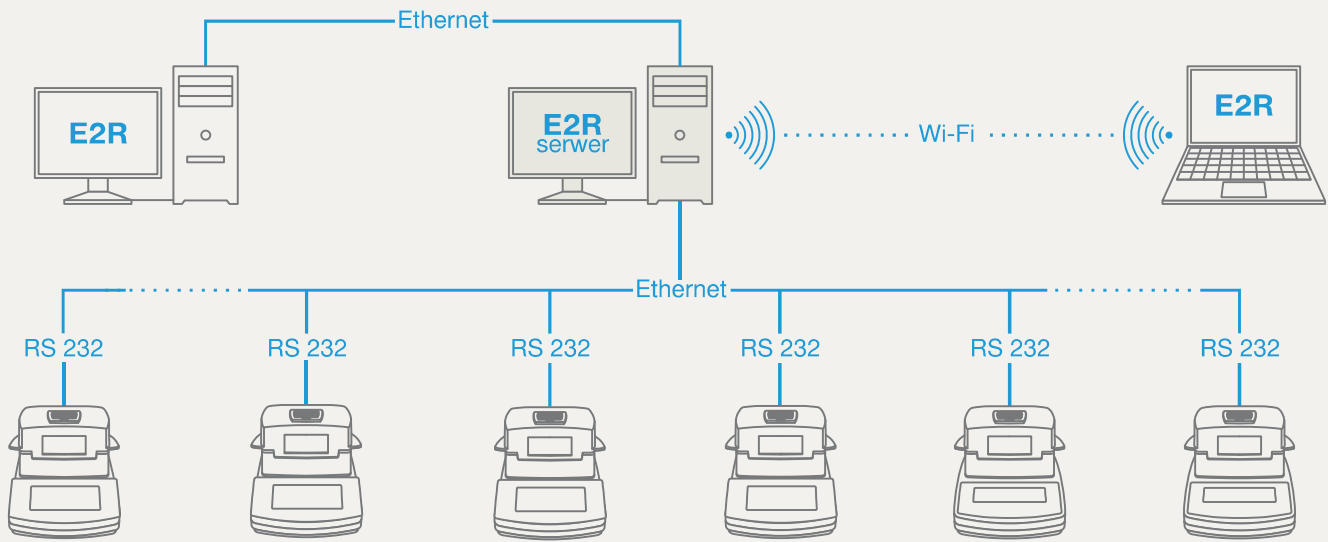 Ethernet
E2R
E2R
serwer
Wi-Fi
E2R
Ethernet
RS 232
RS 232
RS 232
RS 232
RS 232
RS 232